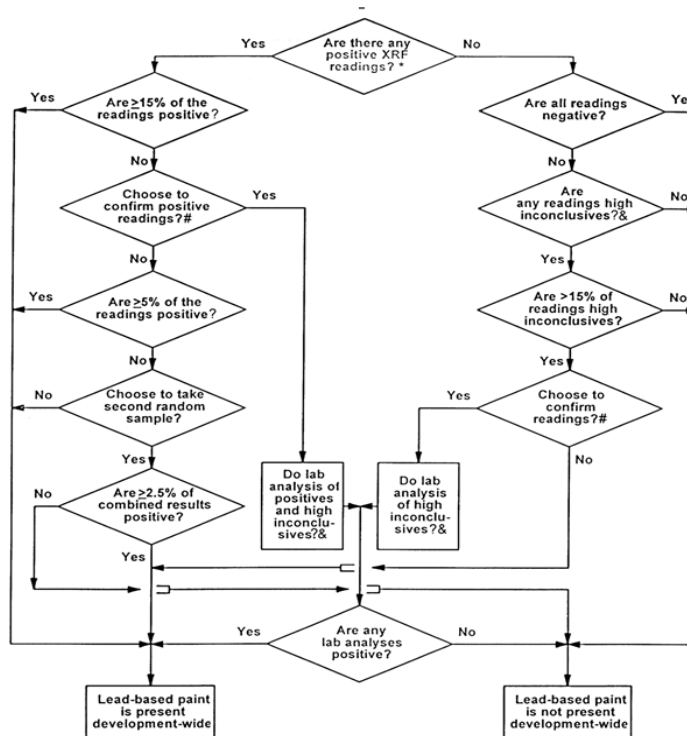 Are there any
positive XRF
readings? *
Yes
No
Are ≥15% of the
readings positive?
Yes
No
Are all readings
negative?
Ye
No
Choose to
confirm positive
readings?#
Yes
No
Are
any readings high
inconclusives?&
No
Yes
Are ≥5% of the
readings positive?
Yes
No
Are >15% of
readings high
inconclusives?
No
Yes
Choose to take
second random
sample?
No
Yes
Choose to
confirm
readings?#
Yes
No
Are ≥2.5% of
combined results
positive?
No
Yes
Do lab
analysis of
positives
and high
inconclu-
sives?&
Do lab
analysis
of high
inconclu-
sives?&
Are any
lab analyses
positive?
Yes
No
Lead-based paint
is present
development-wide
Lead-based paint
is not present
development-wide